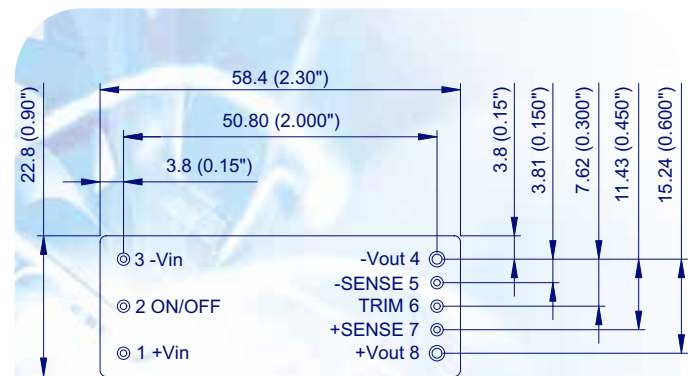 58.4 (2.30")
50.80 (2.000")
3.8 (0.15")
22.8 (0.90")
3.8 (0.15")
3.81 (0.150")
7.62 (0.300")
11.43 (0.450")
15.24 (0.600")
3 -Vin
-Vout 4
-SENSE 5
2 ON/OFF
TRIM 6
+SENSE 7
1 +Vin
+Vout 8